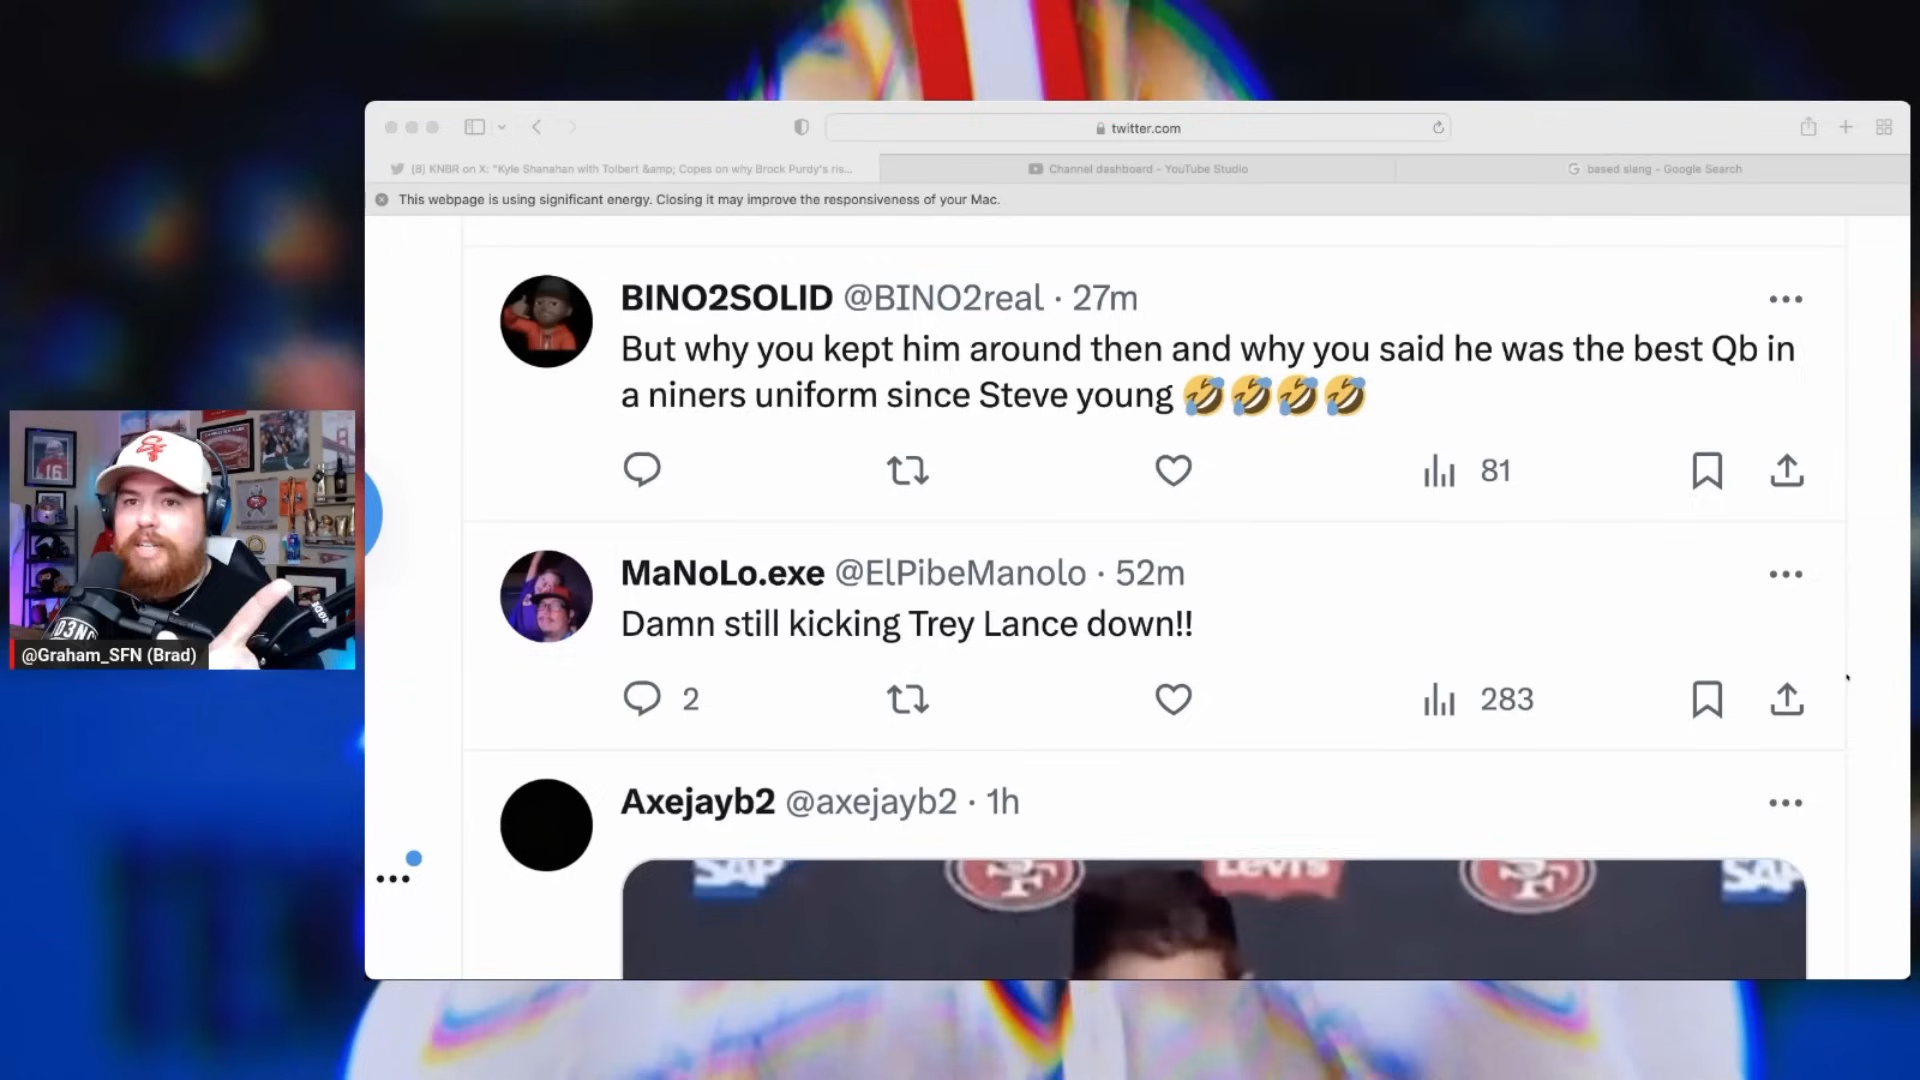 twitter.com
(8) KNBR on X: "Kyle Shanahan with Tolbert &amp; Copes on why Brock Purdy's ris...
Channel dashboard - YouTube Studio
based slang - Google Search
This webpage is using significant energy. Closing it may improve the responsiveness of your Mac.
BINO2SOLID @BINO2real · 27m
But why you kept him around then and why you said he was the best Qb in
a niners uniform since Steve young 🤣🤣🤣🤣
81
MaNoLo.exe @ElPibeManolo · 52m
Damn still kicking Trey Lance down!!
2 283
Axejayb2 @axejayb2 · 1h
SAP SF Levi's SF SAP
16
@Graham_SFN (Brad)